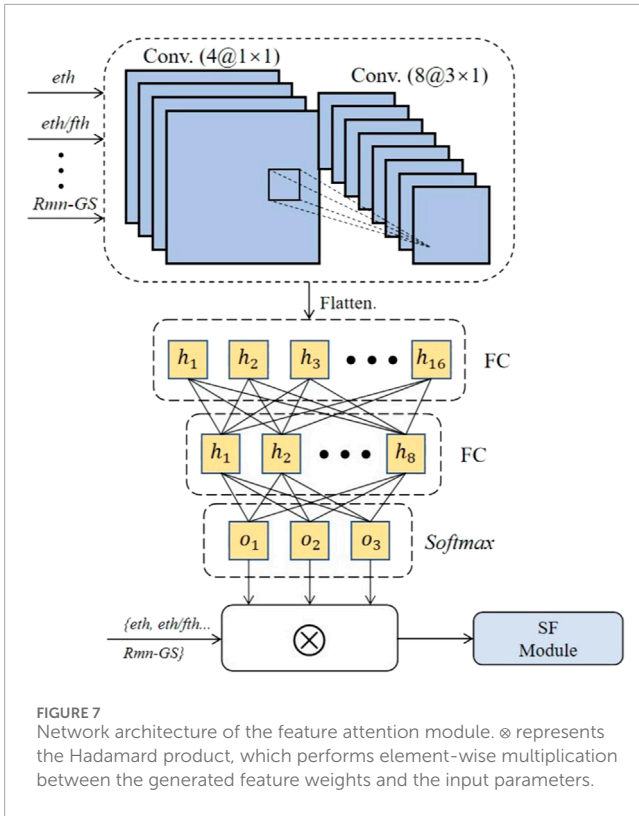 Conv. (4@1×1)
Conv. (8@3×1)
eth
eth/fth
Rmn-GS
Flatten.
h1 h2 h3 ••• h16 FC
h1 h2 ••• h8 FC
o1 o2 o3 Softmax
{eth, eth/fth...
Rmn-GS}
⊗
SF
Module
FIGURE 7
Network architecture of the feature attention module. ⊗ represents
the Hadamard product, which performs element-wise multiplication
between the generated feature weights and the input parameters.